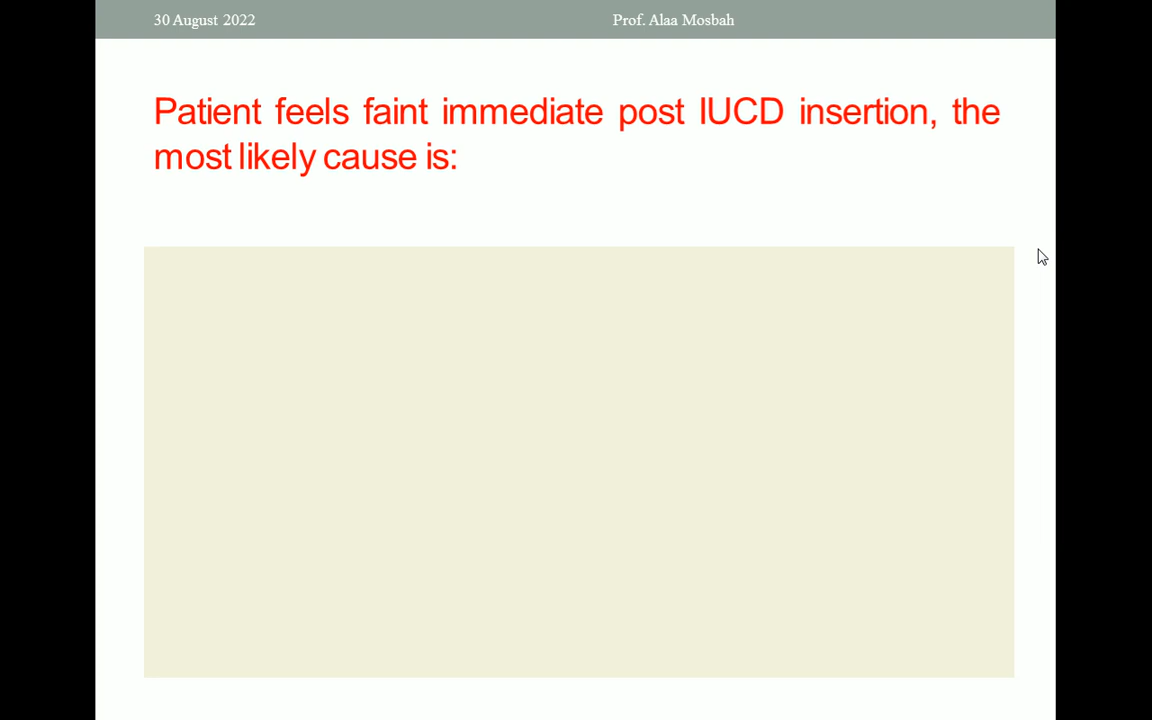 30 August 2022 Prof. Alaa Mosbah
Patient feels faint immediate post IUCD insertion, the
most likely cause is: